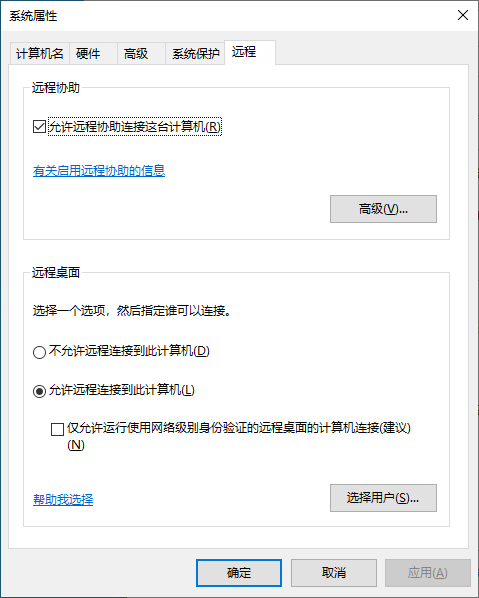 系统属性
计算机名
硬件
高级
系统保护
远程
远程协助
允许远程协助连接这台计算机(R)
有关启用远程协助的信息
高级(V)...
远程桌面
选择一个选项，然后指定谁可以连接。
不允许远程连接到此计算机(D)
允许远程连接到此计算机(L)
仅允许运行使用网络级别身份验证的远程桌面的计算机连接(建议)
(N)
帮助我选择
选择用户(S)...
确定
取消
应用(A)